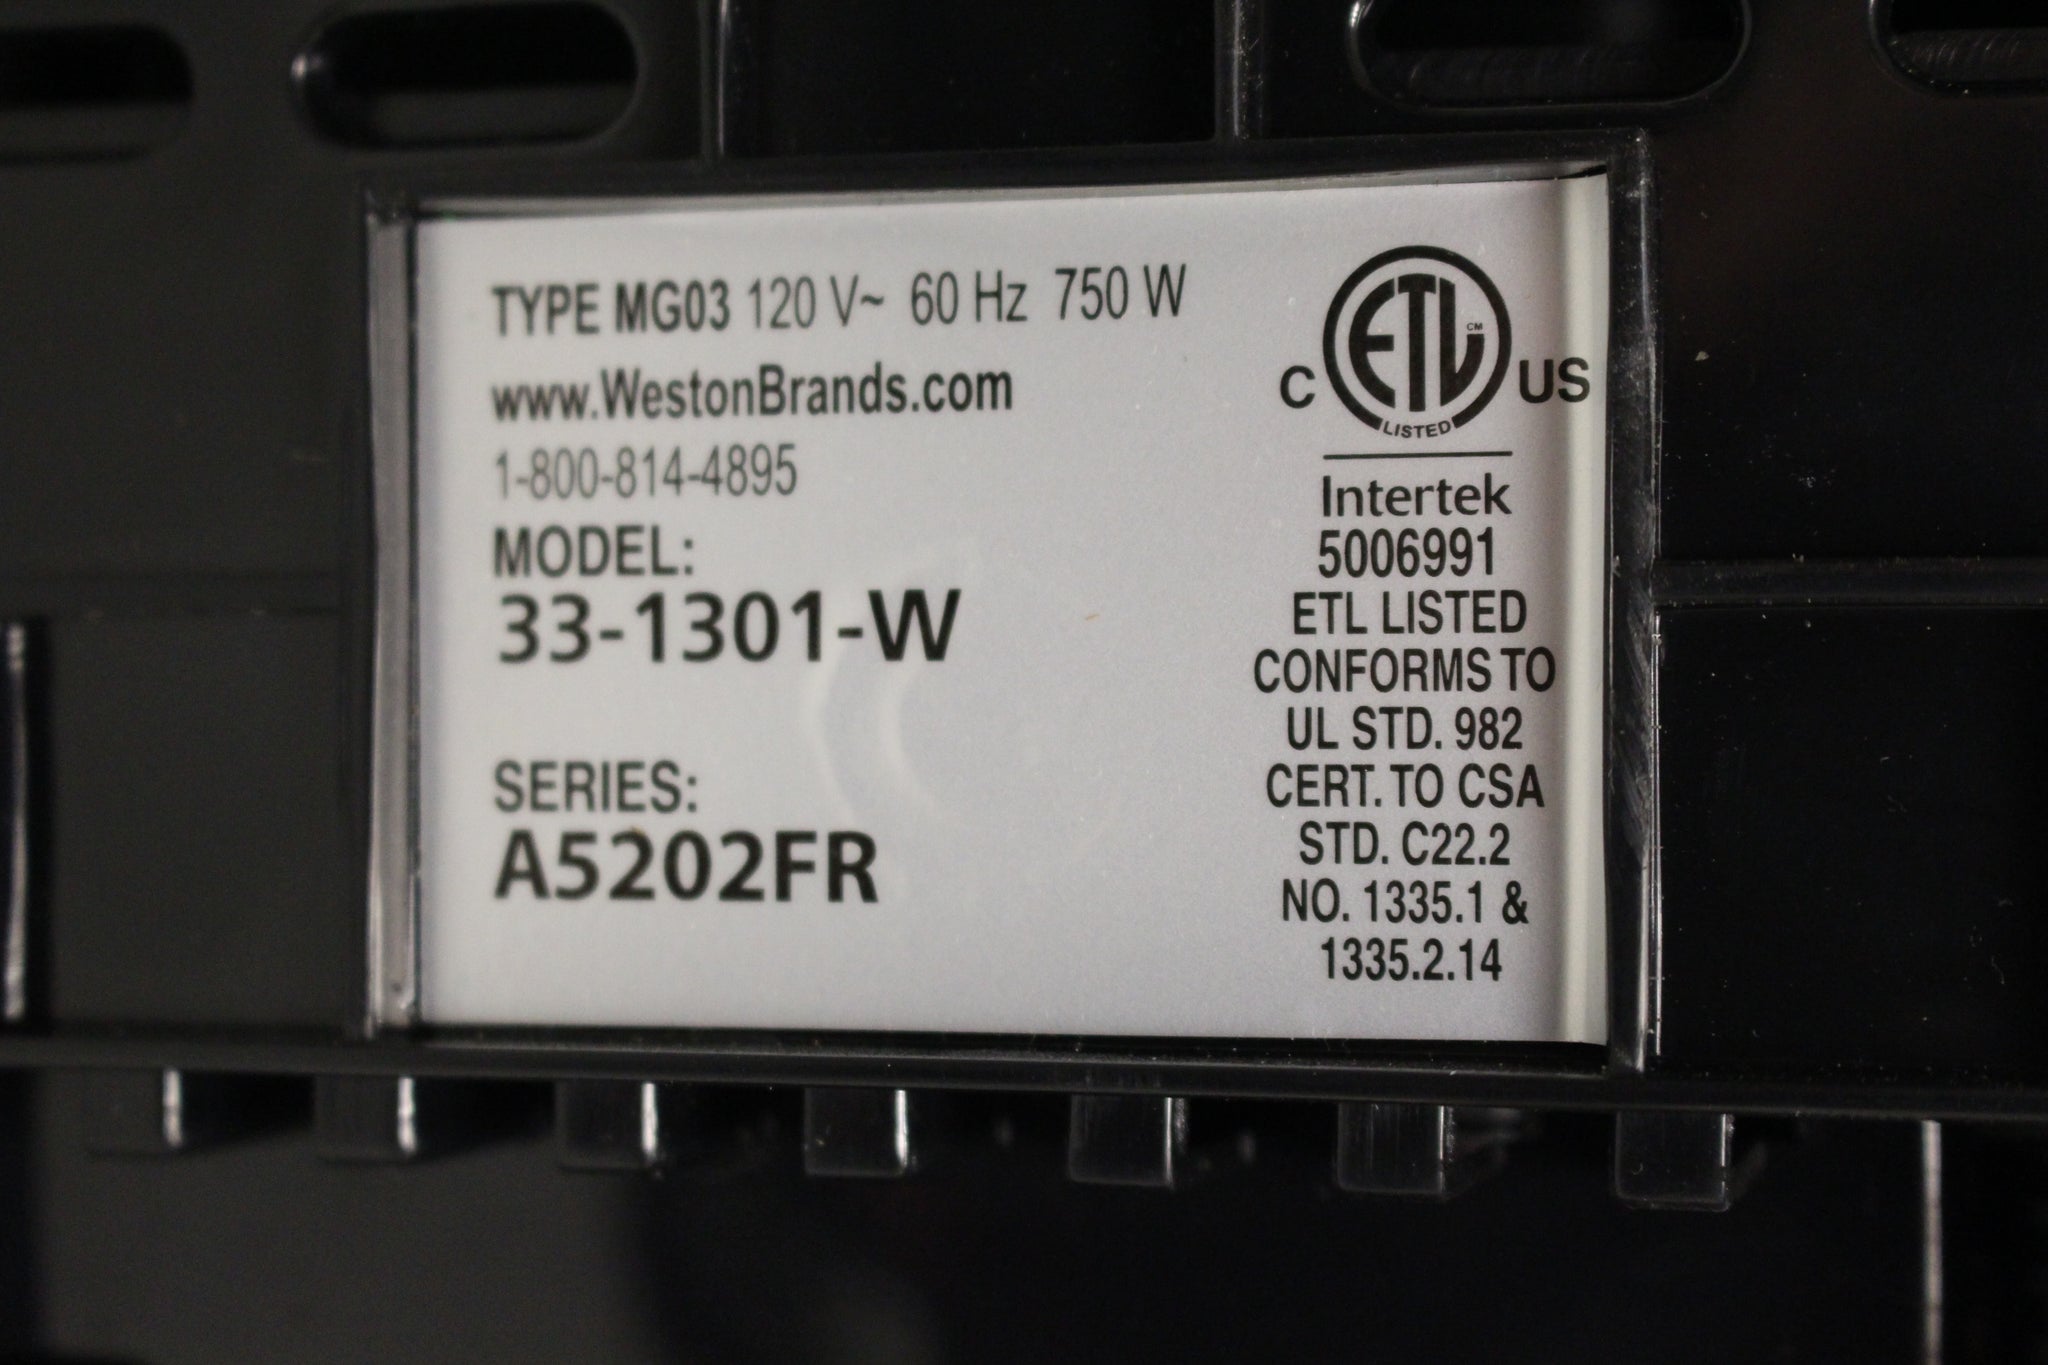 TYPE MG03 120 V~ 60 Hz 750 W
www.WestonBrands.com
1-800-814-4895
MODEL:
33-1301-W
SERIES:
A5202FR
C ETL CM US
LISTED
Intertek
5006991
ETL LISTED
CONFORMS TO
UL STD. 982
CERT. TO CSA
STD. C22.2
NO. 1335.1 &
1335.2.14